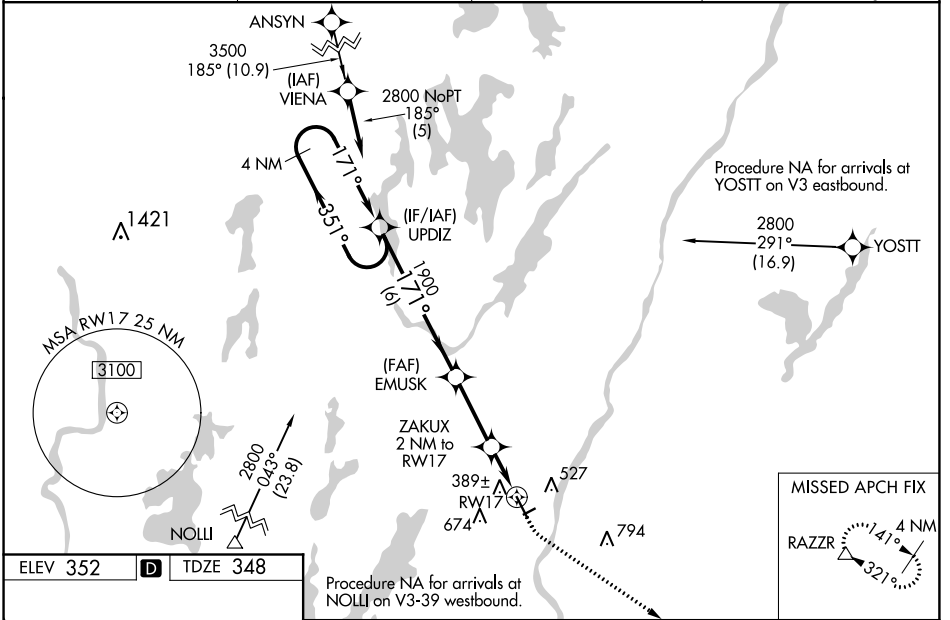 ANSYN
3500
185° (10.9)
(IAF)
VIENA
2800 NoPT
185°
(5)
4 NM
171°
351°
(IF/IAF)
UPDIZ
Procedure NA for arrivals at
YOSTT on V3 eastbound.
2800
291°
(16.9)
YOSTT
1421
1900
171°
(6)
MSA RW17 25 NM
3100
(FAF)
EMUSK
ZAKUX
2 NM to
RW17
389±
RW17
527
674
794
2800
043°
(23.8)
NOLLI
MISSED APCH FIX
4 NM
RAZZR
141°
321°
ELEV 352 D TDZE 348
Procedure NA for arrivals at
NOLLI on V3-39 westbound.